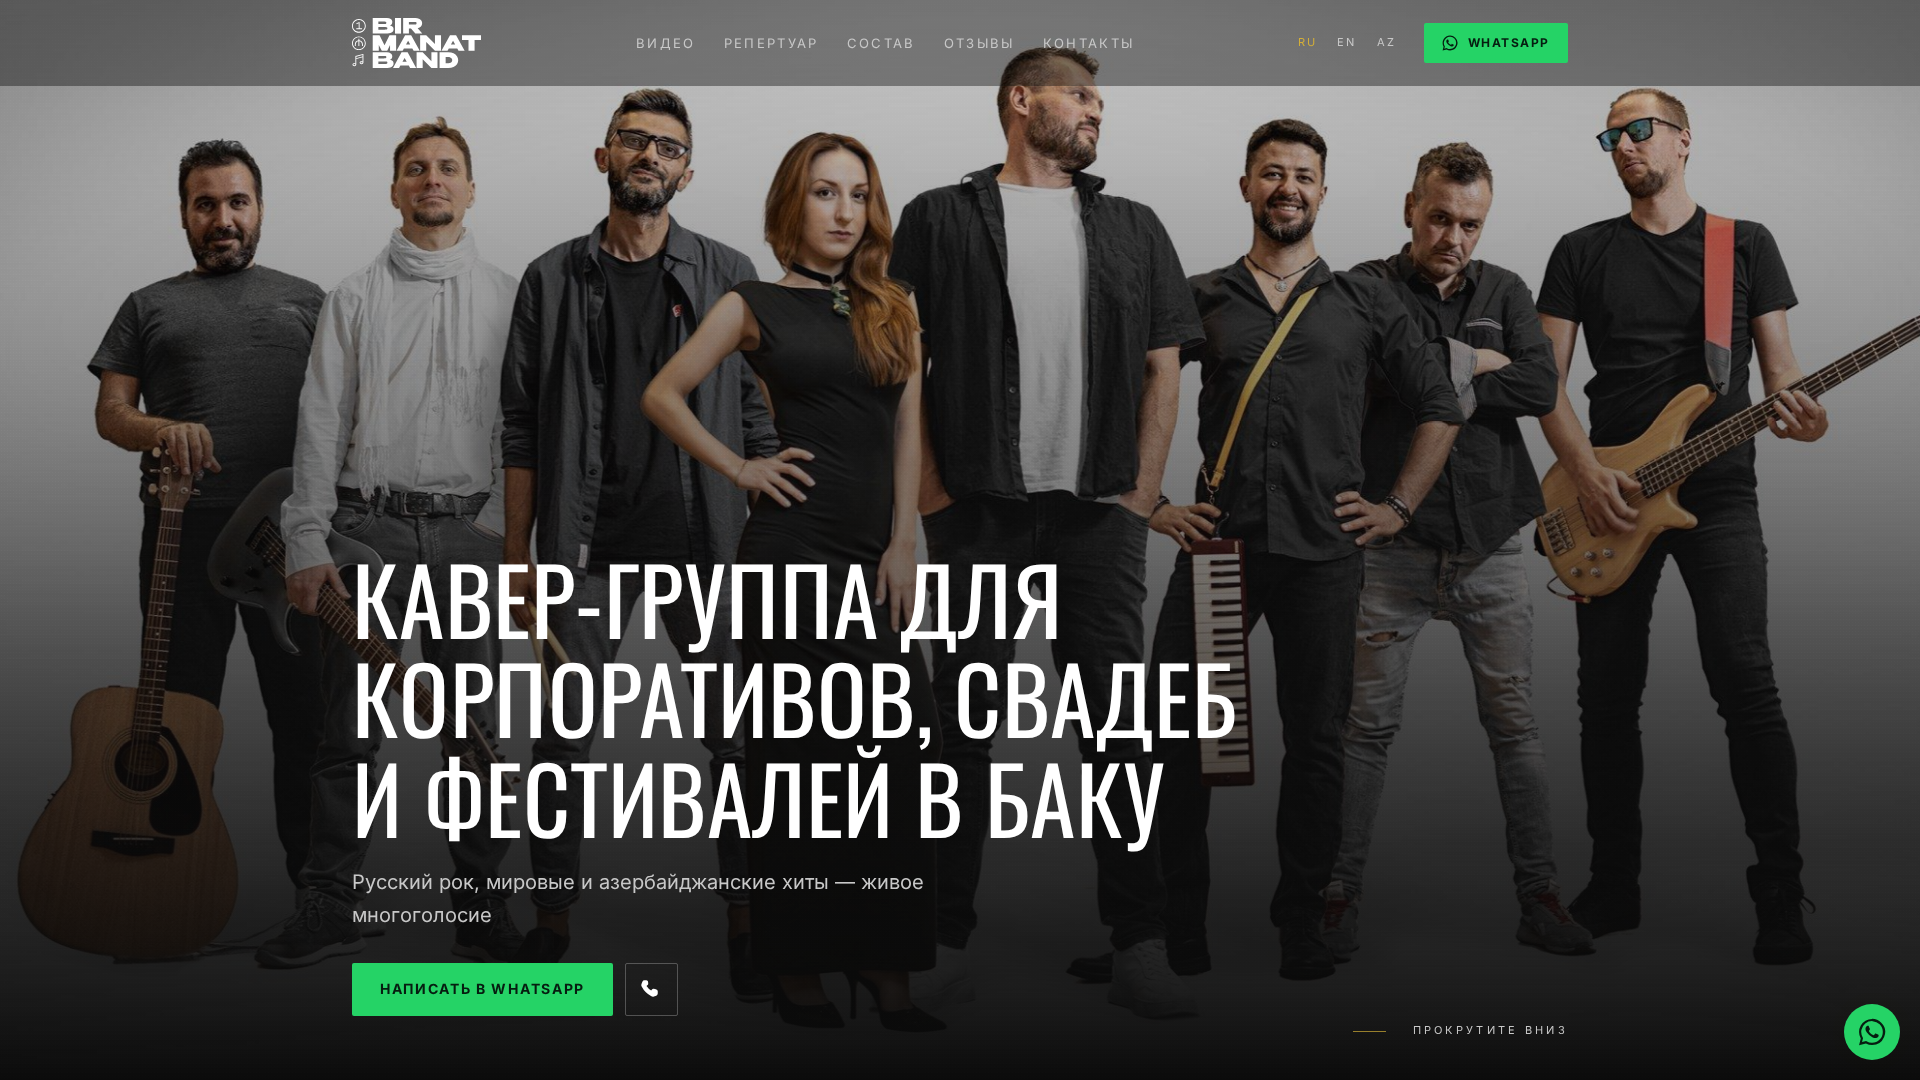 BIR
MANAT
BAND
ВИДЕО
РЕПЕРТУАР
СОСТАВ
ОТЗЫВЫ
КОНТАКТЫ
RU
EN
AZ
WHATSAPP
КАВЕР-ГРУППА ДЛЯ
КОРПОРАТИВОВ, СВАДЕБ
И ФЕСТИВАЛЕЙ В БАКУ
Русский рок, мировые и азербайджанские хиты — живое
многоголосие
НАПИСАТЬ В WHATSAPP
ПРОКРУТИТЕ ВНИЗ